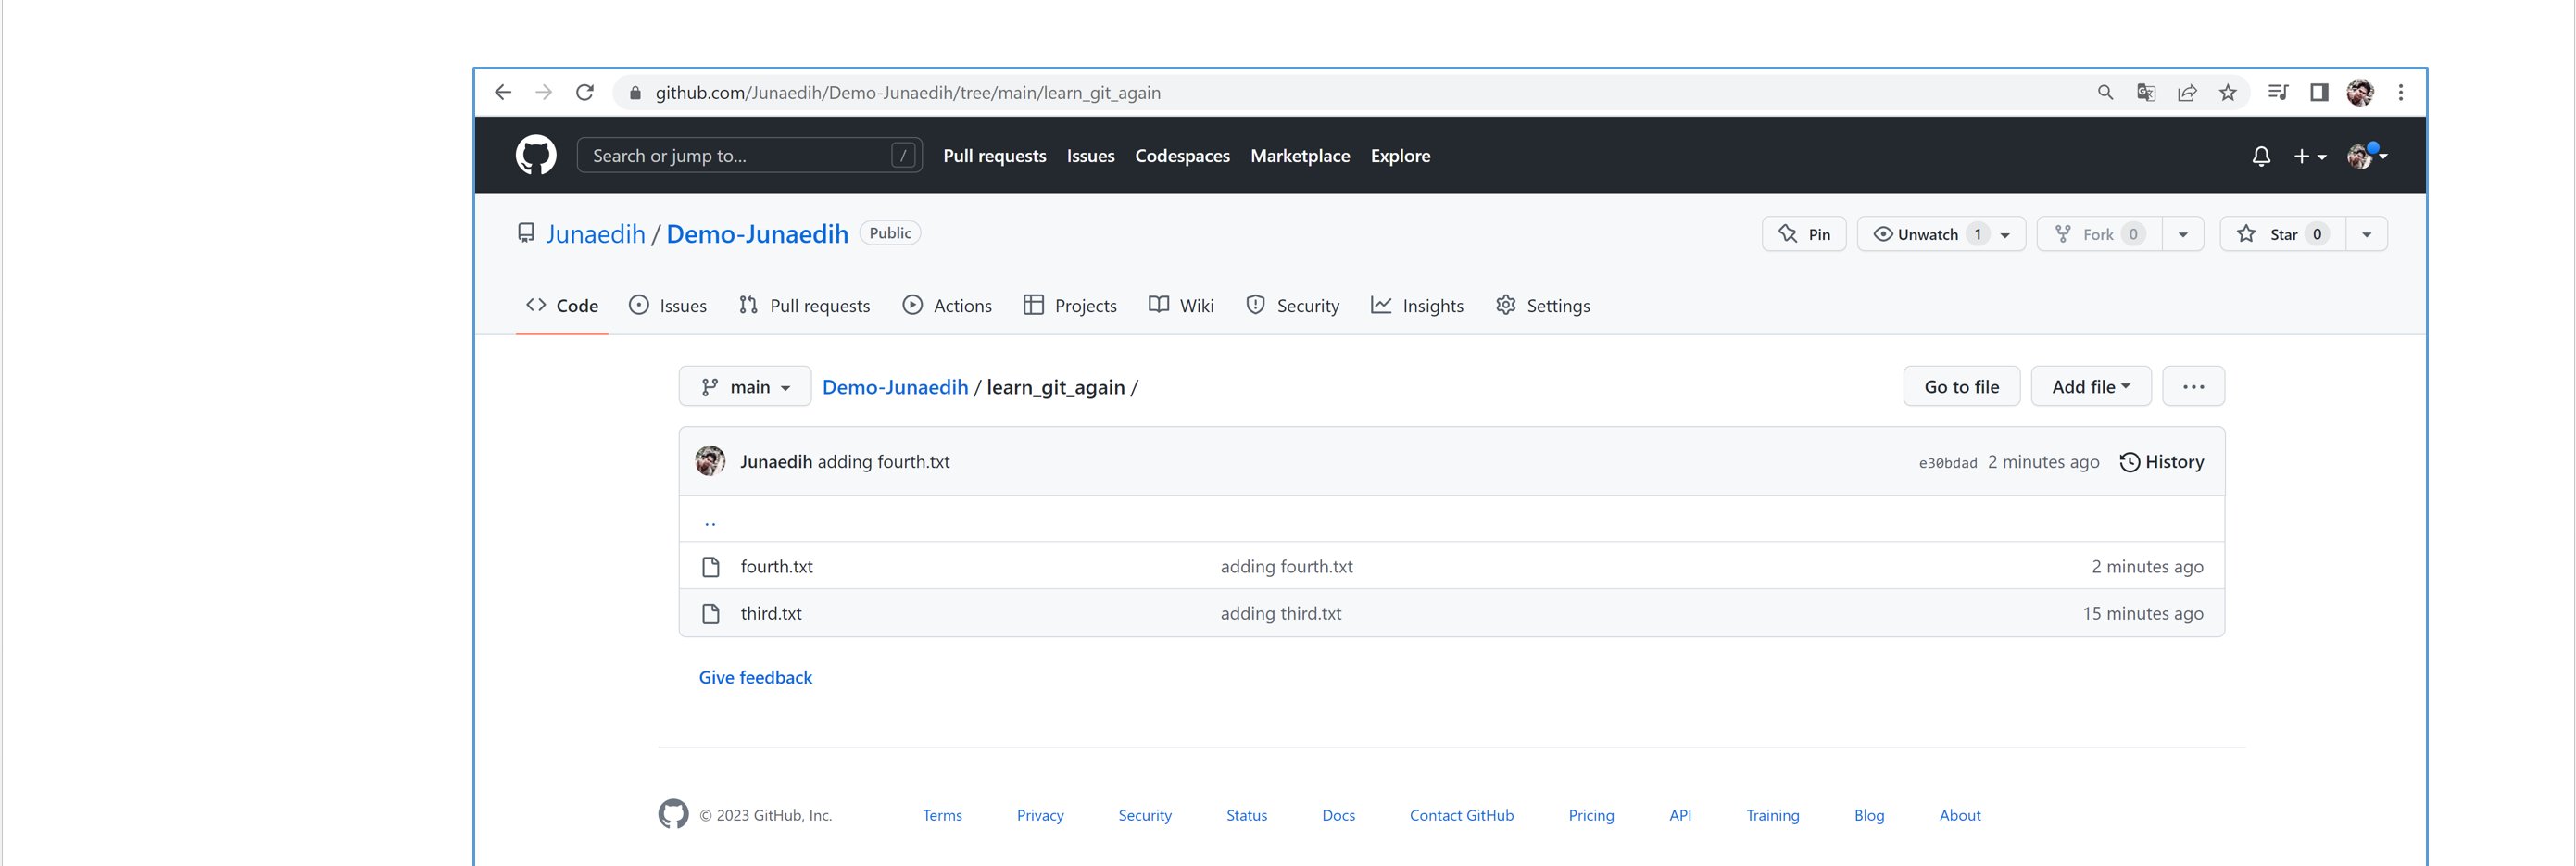 github.com/Junaedih/Demo-Junaedih/tree/main/learn_git_again
Search or jump to... / Pull requests Issues Codespaces Marketplace Explore
Junaedih / Demo-Junaedih Public Pin Unwatch 1 Fork 0 Star 0
Code Issues Pull requests Actions Projects Wiki Security Insights Settings
main Demo-Junaedih / learn_git_again / Go to file Add file ...
Junaedih adding fourth.txt e30bdad 2 minutes ago History
..
fourth.txt adding fourth.txt 2 minutes ago
third.txt adding third.txt 15 minutes ago
Give feedback
© 2023 GitHub, Inc. Terms Privacy Security Status Docs Contact GitHub Pricing API Training Blog About